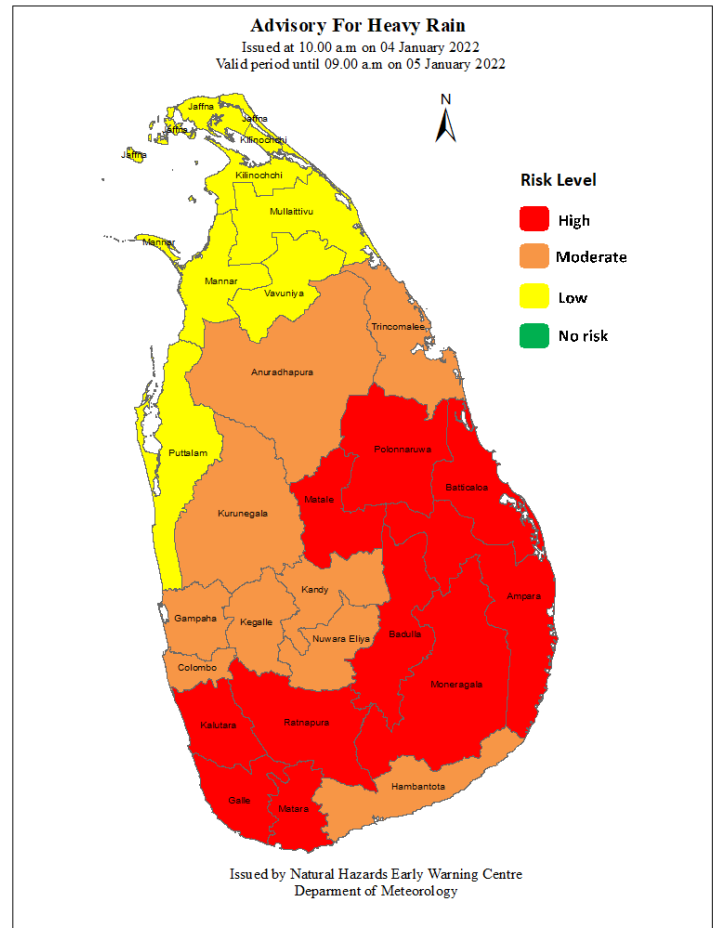 Advisory For Heavy Rain
Issued at 10.00 a.m on 04 January 2022
Valid period until 09.00 a.m on 05 January 2022
N
Risk Level
High
Moderate
Low
No risk
Jaffna
Jaffna
Jaffna
Kilinochchi
Jaffna
Kilinochchi
Mullaittivu
Mannar
Mannar
Vavuniya
Trincomalee
Anuradhapura
Puttalam
Polonnaruwa
Batticaloa
Matale
Kurunegala
Kandy
Ampara
Gampaha
Kegalle
Nuwara Eliya
Badulla
Colombo
Moneragala
Kalutara
Ratnapura
Hambantota
Galle
Matara
Issued by Natural Hazards Early Warning Centre
Deparment of Meteorology